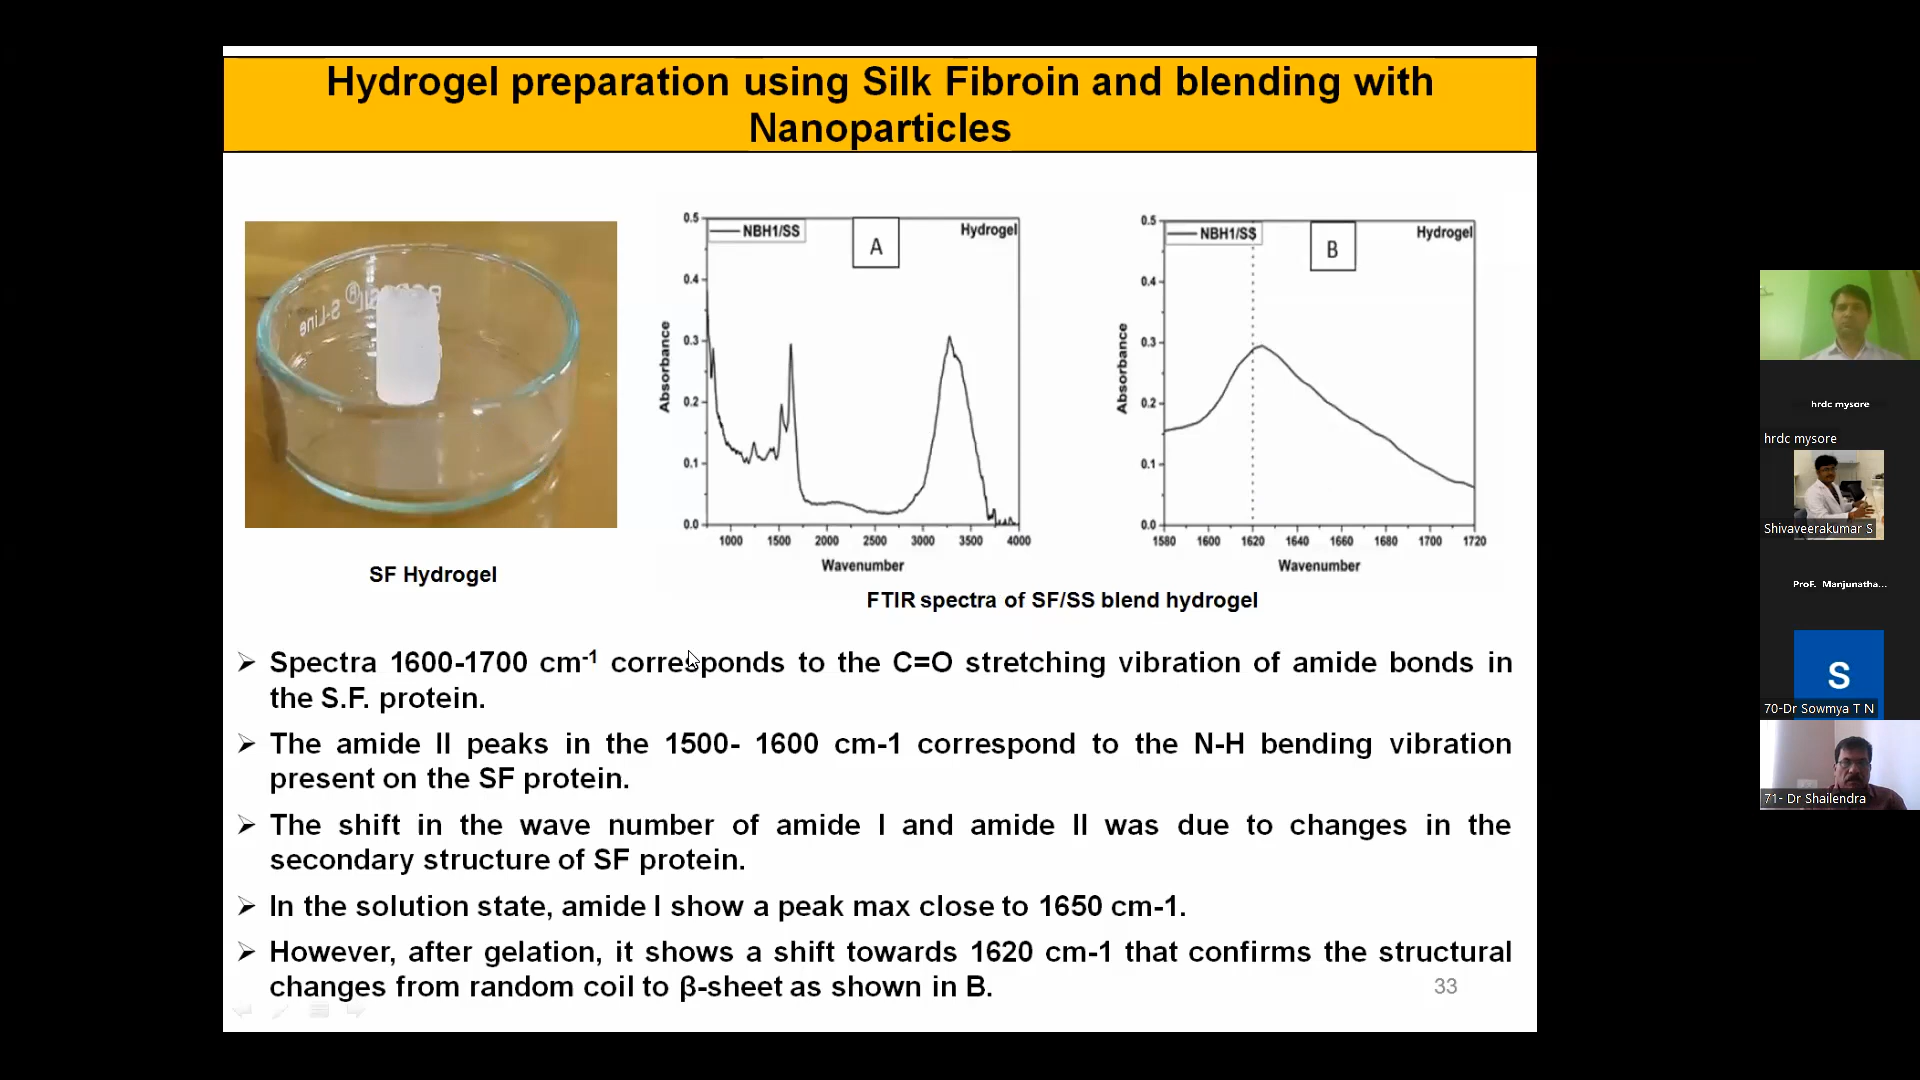 Hydrogel preparation using Silk Fibroin and blending with
Nanoparticles
BOROSIL® S-Line
SF Hydrogel
NBH1/SS
A
Hydrogel
0.5
0.4
0.3
0.2
0.1
0.0
Absorbance
1000 1500 2000 2500 3000 3500 4000
Wavenumber
NBH1/SS
B
Hydrogel
0.5
0.4
0.3
0.2
0.1
0.0
Absorbance
1580 1600 1620 1640 1660 1680 1700 1720
Wavenumber
FTIR spectra of SF/SS blend hydrogel
➢ Spectra 1600-1700 cm-1 corresponds to the C=O stretching vibration of amide bonds in
the S.F. protein.
➢ The amide II peaks in the 1500- 1600 cm-1 correspond to the N-H bending vibration
present on the SF protein.
➢ The shift in the wave number of amide I and amide II was due to changes in the
secondary structure of SF protein.
➢ In the solution state, amide I show a peak max close to 1650 cm-1.
➢ However, after gelation, it shows a shift towards 1620 cm-1 that confirms the structural
changes from random coil to β-sheet as shown in B.
33
hrdc mysore
hrdc mysore
Shivaveerakumar S
ProF. Manjunatha...
S
70-Dr Sowmya T N
71- Dr Shailendra